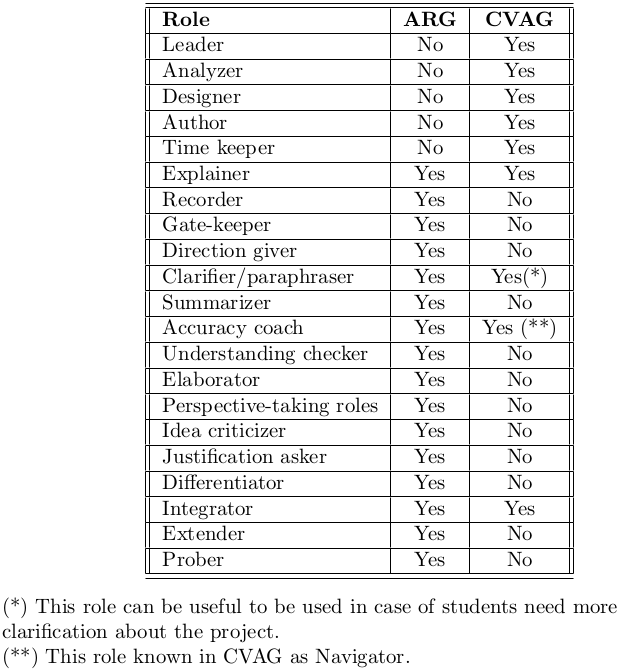 Role ARG CVAG
Leader No Yes
Analyzer No Yes
Designer No Yes
Author No Yes
Time keeper No Yes
Explainer Yes Yes
Recorder Yes No
Gate-keeper Yes No
Direction giver Yes No
Clarifier/paraphraser Yes Yes(*)
Summarizer Yes No
Accuracy coach Yes Yes (**)
Understanding checker Yes No
Elaborator Yes No
Perspective-taking roles Yes No
Idea criticizer Yes No
Justification asker Yes No
Differentiator Yes No
Integrator Yes Yes
Extender Yes No
Prober Yes No
(*) This role can be useful to be used in case of students need more
clarification about the project.
(**) This role known in CVAG as Navigator.